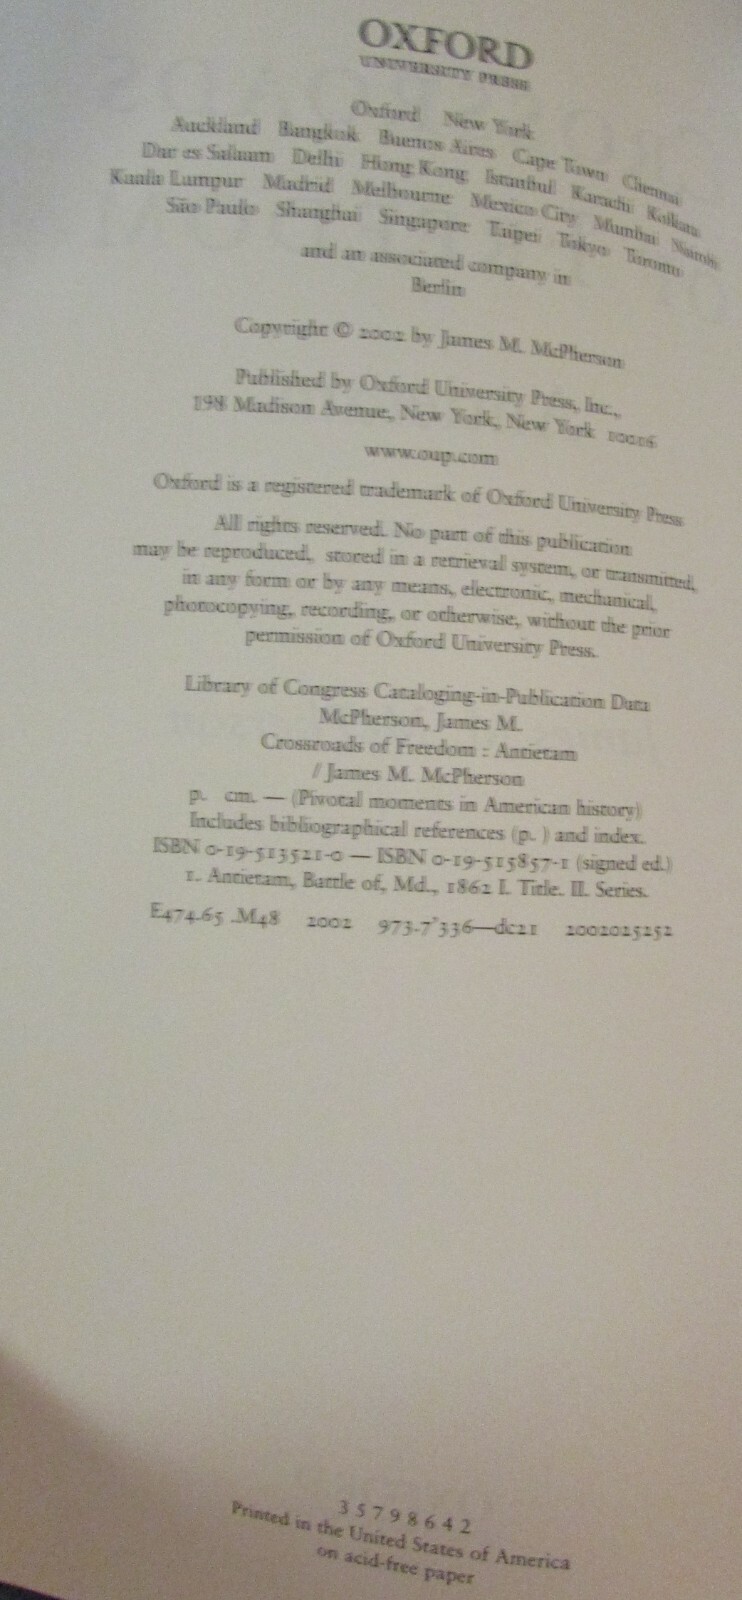 OXFORD
UNIVERSITY PRESS
Oxford New York
Auckland Bangkok Buenos Aires Cape Town Chennai
Dar es Salaam Delhi Hong Kong Istanbul Karachi Kolkata
Kuala Lumpur Madrid Melbourne Mexico City Mumbai Nairobi
São Paulo Shanghai Singapore Taipei Tokyo Toronto
and an associated company in
Berlin
Copyright © 2002 by James M. McPherson
Published by Oxford University Press, Inc.,
198 Madison Avenue, New York, New York 10016
www.oup.com
Oxford is a registered trademark of Oxford University Press
All rights reserved. No part of this publication
may be reproduced, stored in a retrieval system, or transmitted,
in any form or by any means, electronic, mechanical,
photocopying, recording, or otherwise, without the prior
permission of Oxford University Press.
Library of Congress Cataloging-in-Publication Data
McPherson, James M.
Crossroads of Freedom : Antietam
/ James M. McPherson
p. cm. — (Pivotal moments in American history)
Includes bibliographical references (p. ) and index.
ISBN 0-19-513521-0 — ISBN 0-19-515857-1 (signed ed.)
1. Antietam, Battle of, Md., 1862 I. Title. II. Series.
E474.65 .M48 2002 973.7'336—dc21 2002025252
3 5 7 9 8 6 4 2
Printed in the United States of America
on acid-free paper